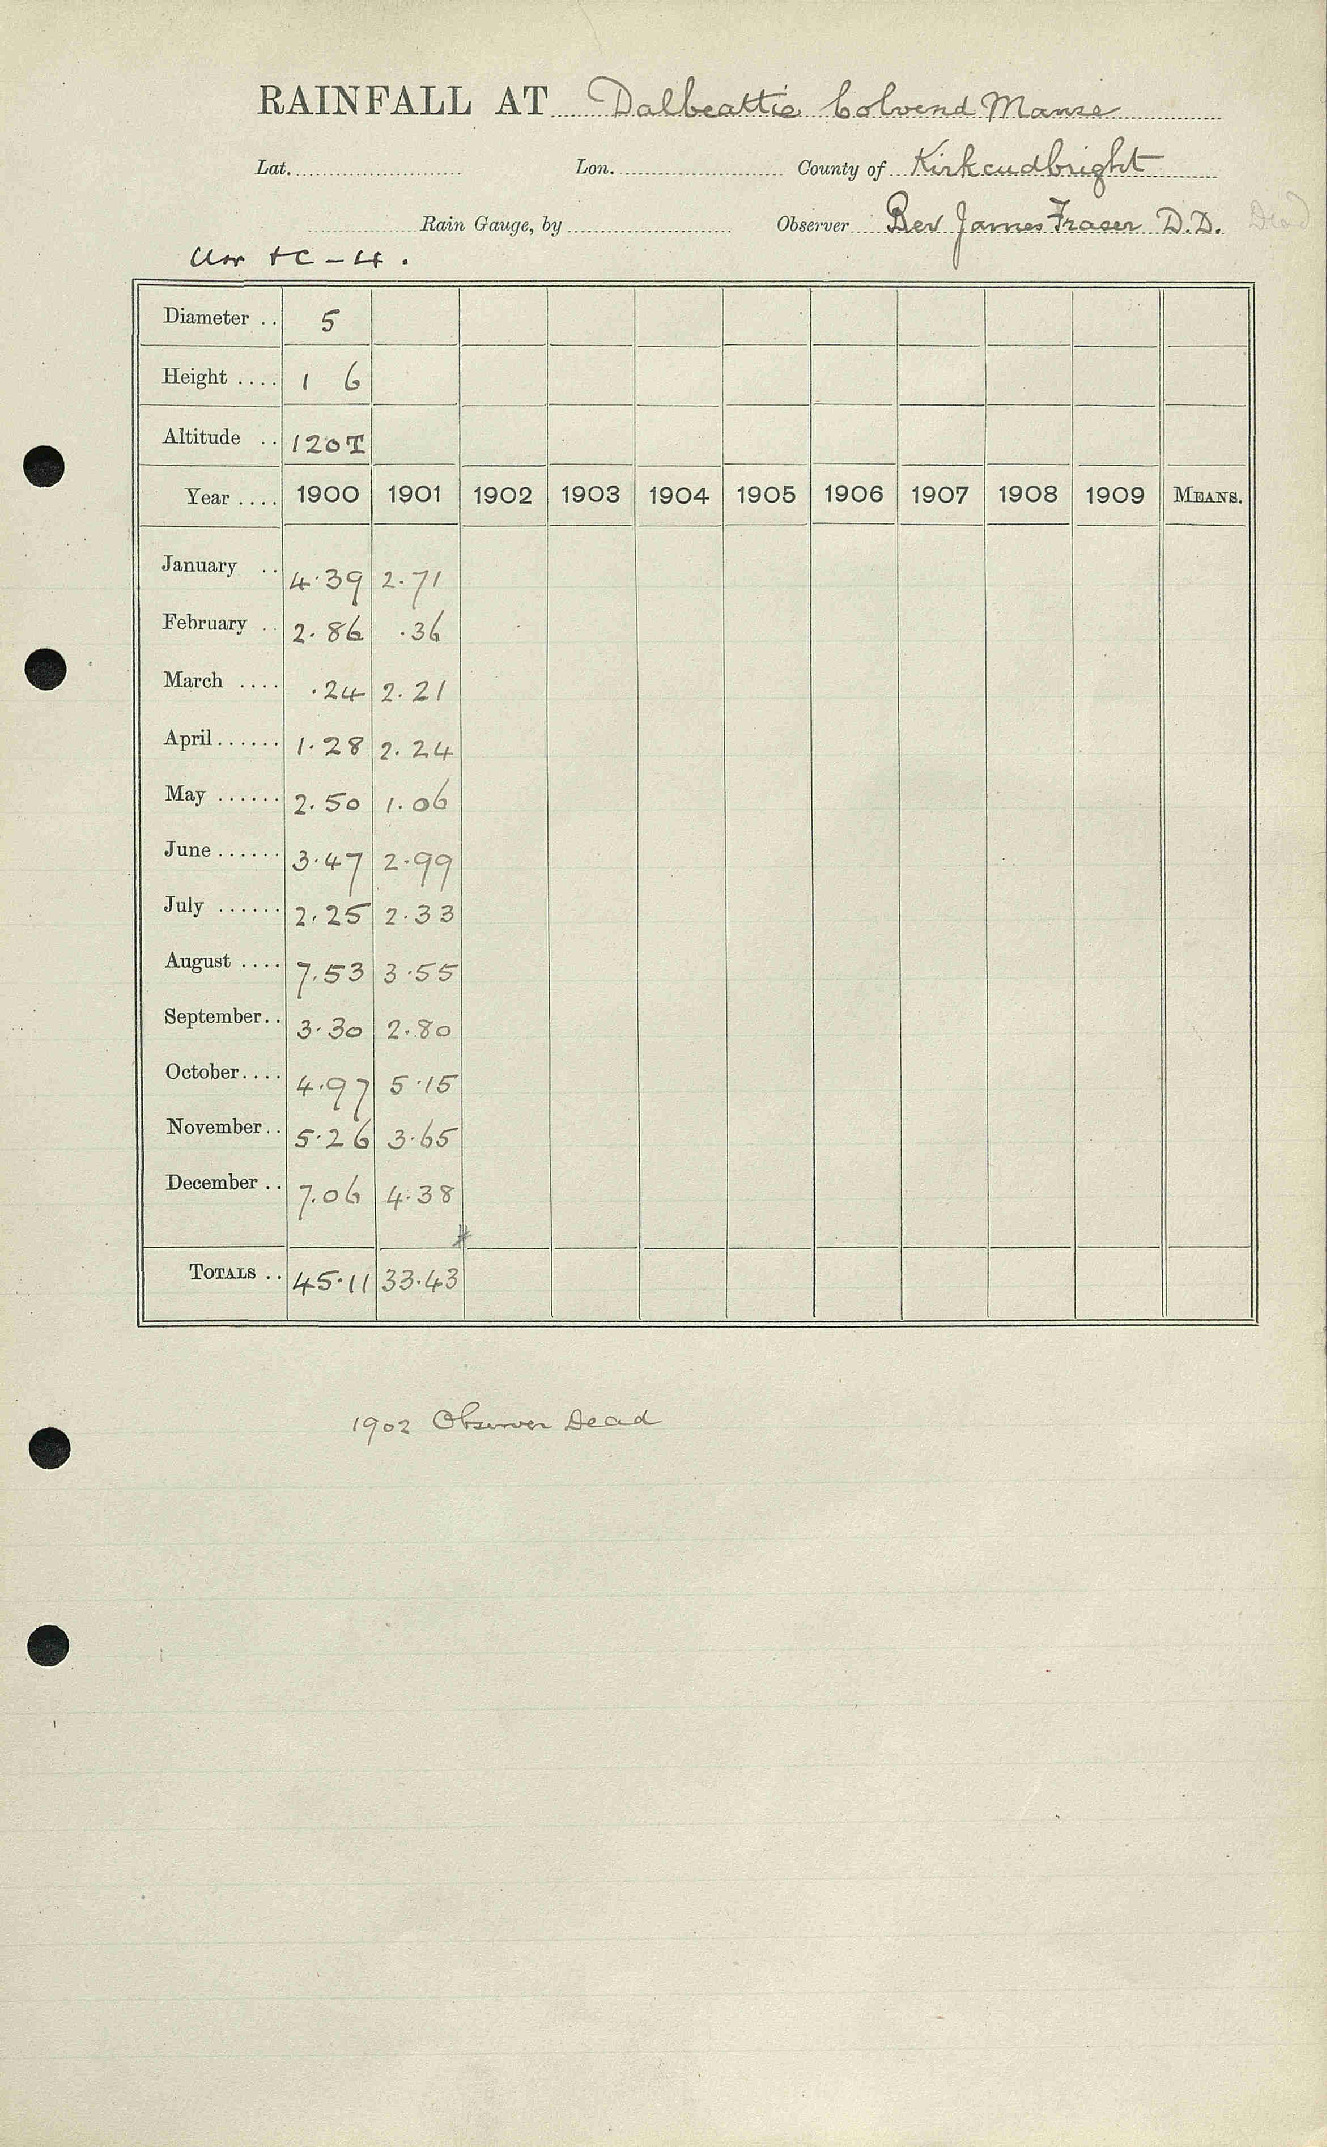 RAINFALL AT Dalbeattie Colvend Manse
Lat. Lon. County of Kirkcudbright
Rain Gauge, by Observer Rev James Fraser D.D. Dead
Diameter .. 5
Height .... 1 6
Altitude .. 120T
Year .... 1900 1901 1902 1903 1904 1905 1906 1907 1908 1909 MEANS.
January .. 4.39 2.71
February .. 2.86 .36
March .... .24 2.21
April...... 1.28 2.24
May ...... 2.50 1.06
June ...... 3.47 2.99
July ...... 2.25 2.33
August .... 7.53 3.55
September.. 3.30 2.80
October.... 4.97 5.15
November.. 5.26 3.65
December .. 7.06 4.38
TOTALS .. 45.11 33.43
1902 Observer Dead